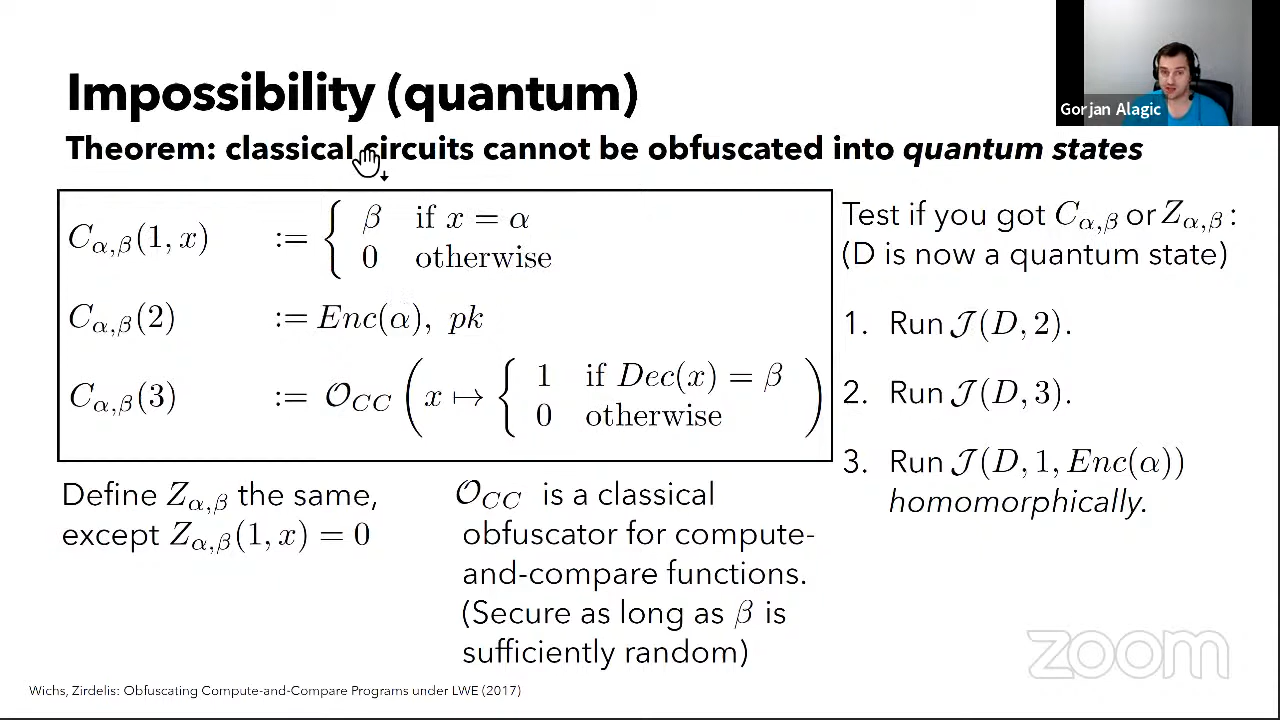 Impossibility (quantum)
Gorjan Alagic
Theorem: classical circuits cannot be obfuscated into quantum states
C_{α,β}(1, x) := { β if x = α
0 otherwise
C_{α,β}(2) := Enc(α), pk
C_{α,β}(3) := 𝒪_{CC} ( x ↦ { 1 if Dec(x) = β
0 otherwise )
Define Z_{α,β} the same,
except Z_{α,β}(1, x) = 0
𝒪_{CC} is a classical
obfuscator for compute-
and-compare functions.
(Secure as long as β is
sufficiently random)
Test if you got C_{α,β} or Z_{α,β} :
(D is now a quantum state)
1. Run 𝒥(D, 2).
2. Run 𝒥(D, 3).
3. Run 𝒥(D, 1, Enc(α))
homomorphically.
zoom
Wichs, Zirdelis: Obfuscating Compute-and-Compare Programs under LWE (2017)